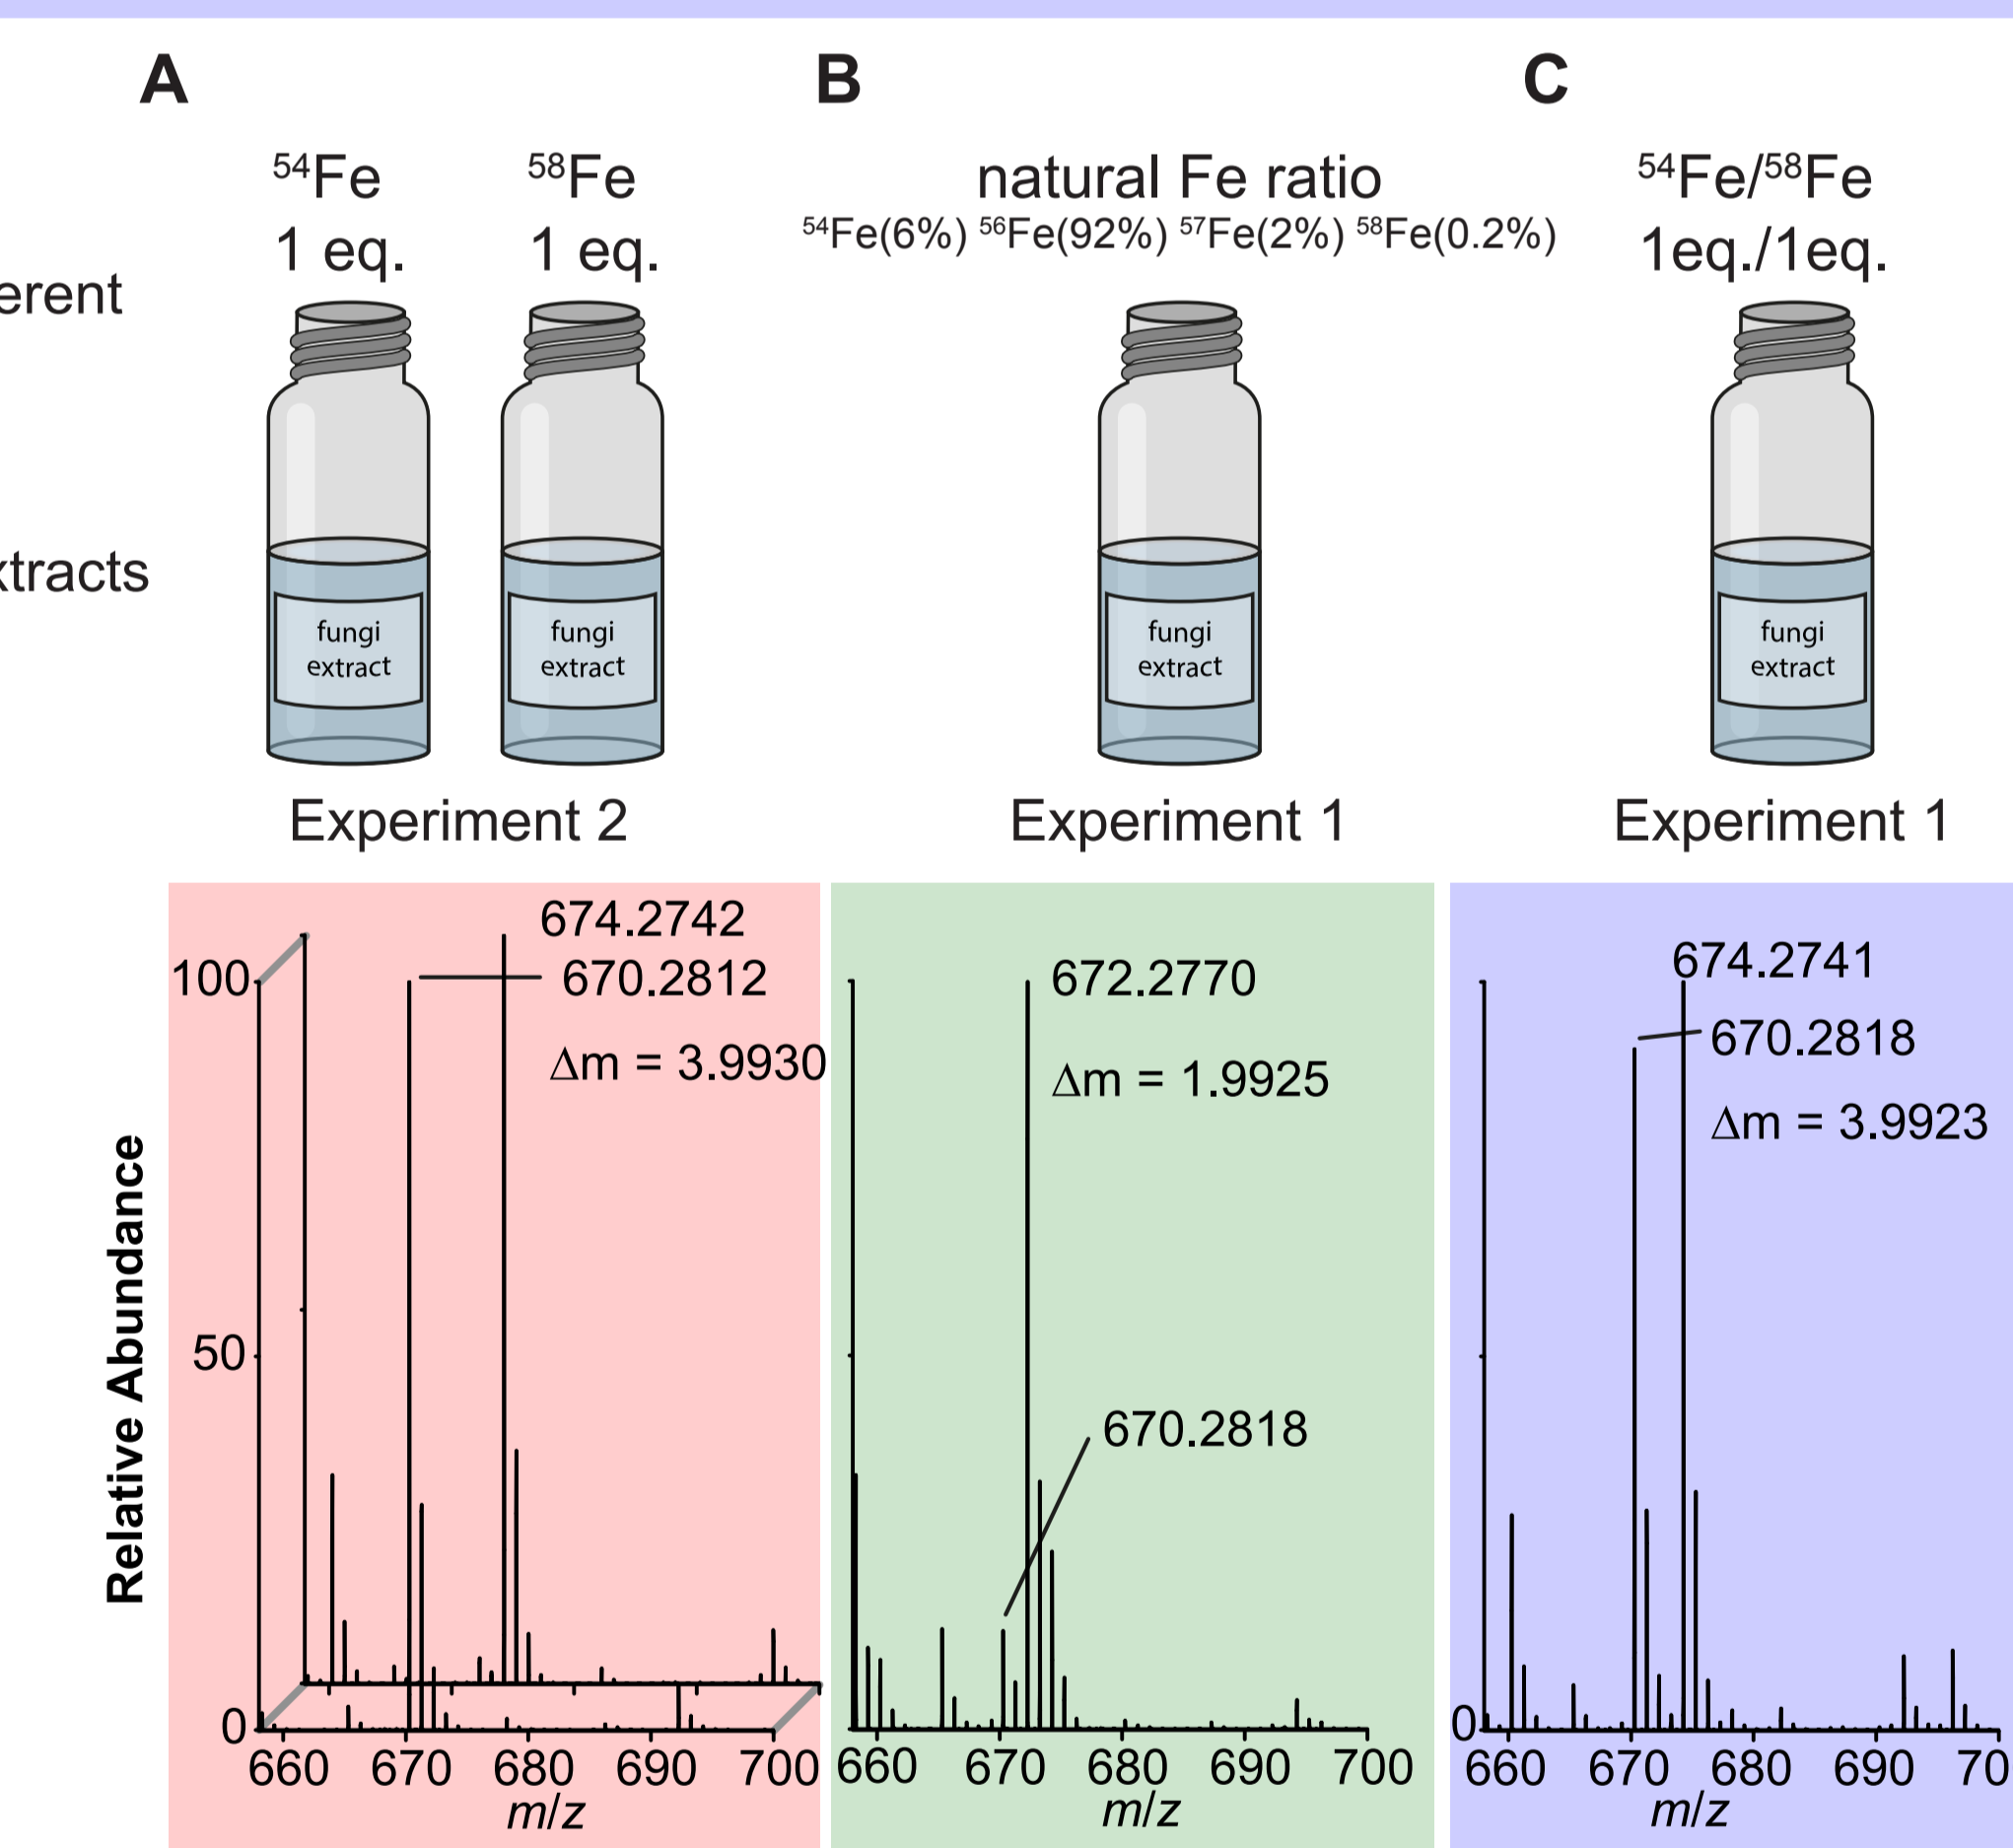 A
B
C
⁵⁴Fe
1 eq.
⁵⁸Fe
1 eq.
natural Fe ratio
⁵⁴Fe(6%) ⁵⁶Fe(92%) ⁵⁷Fe(2%) ⁵⁸Fe(0.2%)
⁵⁴Fe/⁵⁸Fe
1eq./1eq.
erent
xtracts
fungi
extract
fungi
extract
fungi
extract
fungi
extract
Experiment 2
Experiment 1
Experiment 1
Relative Abundance
100
50
0
674.2742
670.2812
Δm = 3.9930
660 670 680 690 700
m/z
672.2770
Δm = 1.9925
670.2818
660 670 680 690 700
m/z
674.2741
670.2818
Δm = 3.9923
0
660 670 680 690 70
m/z